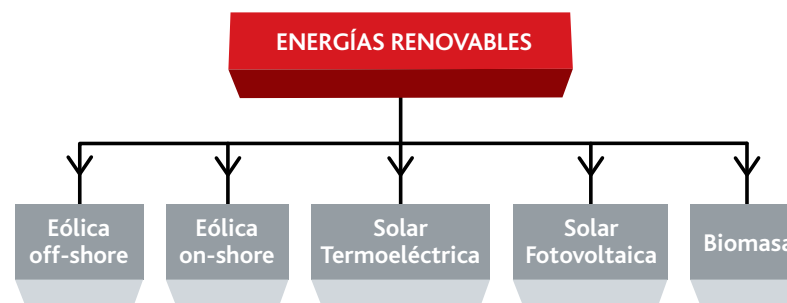 ENERGÍAS RENOVABLES
Eólica
off-shore
Eólica
on-shore
Solar
Termoeléctrica
Solar
Fotovoltaica
Biomasa